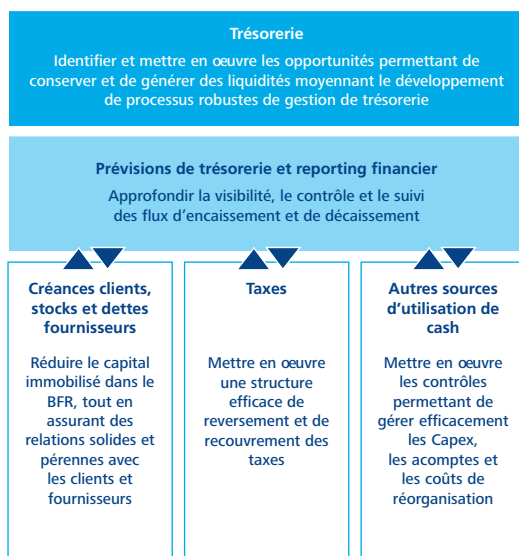 Trésorerie
Identifier et mettre en œuvre les opportunités permettant de
conserver et de générer des liquidités moyennant le développement
de processus robustes de gestion de trésorerie
Prévisions de trésorerie et reporting financier
Approfondir la visibilité, le contrôle et le suivi
des flux d'encaissement et de décaissement
Créances clients,
stocks et dettes
fournisseurs
Réduire le capital
immobilisé dans le
BFR, tout en
assurant des
relations solides et
pérennes avec
les clients et
fournisseurs
Taxes
Mettre en œuvre
une structure
efficace de
reversement et de
recouvrement des
taxes
Autres sources
d'utilisation de
cash
Mettre en œuvre
les contrôles
permettant de
gérer efficacement
les Capex,
les acomptes et
les coûts de
réorganisation